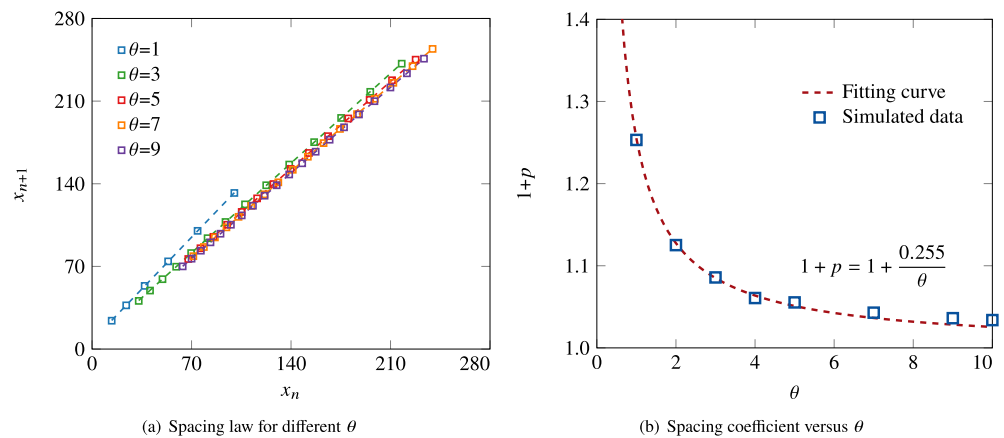 280
210
140
70
0
0
70
140
210
280
x_{n+1}
x_n
θ=1
θ=3
θ=5
θ=7
θ=9
(a) Spacing law for different θ
1.4
1.3
1.2
1.1
1.0
0
2
4
6
8
10
1+p
θ
Fitting curve
Simulated data
1 + p = 1 + 0.255/θ
(b) Spacing coefficient versus θ